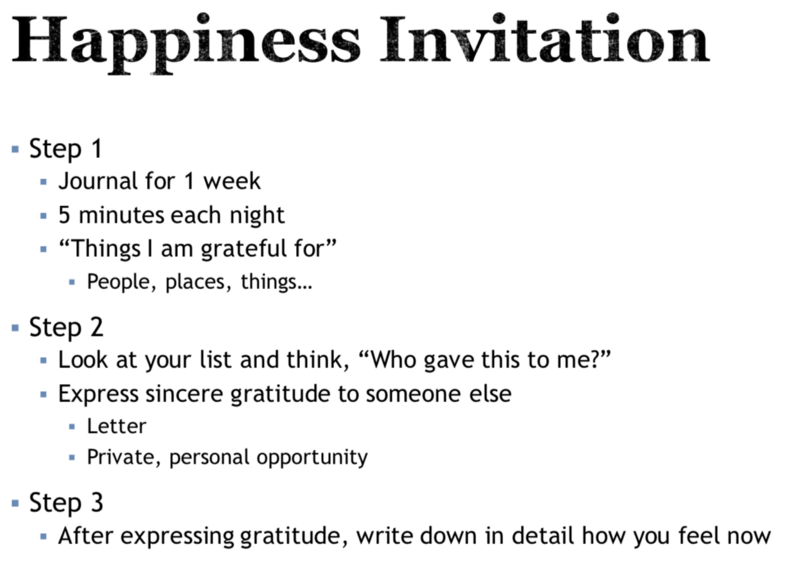 Happiness Invitation
Step 1
Journal for 1 week
5 minutes each night
“Things I am grateful for”
People, places, things…
Step 2
Look at your list and think, “Who gave this to me?”
Express sincere gratitude to someone else
Letter
Private, personal opportunity
Step 3
After expressing gratitude, write down in detail how you feel now